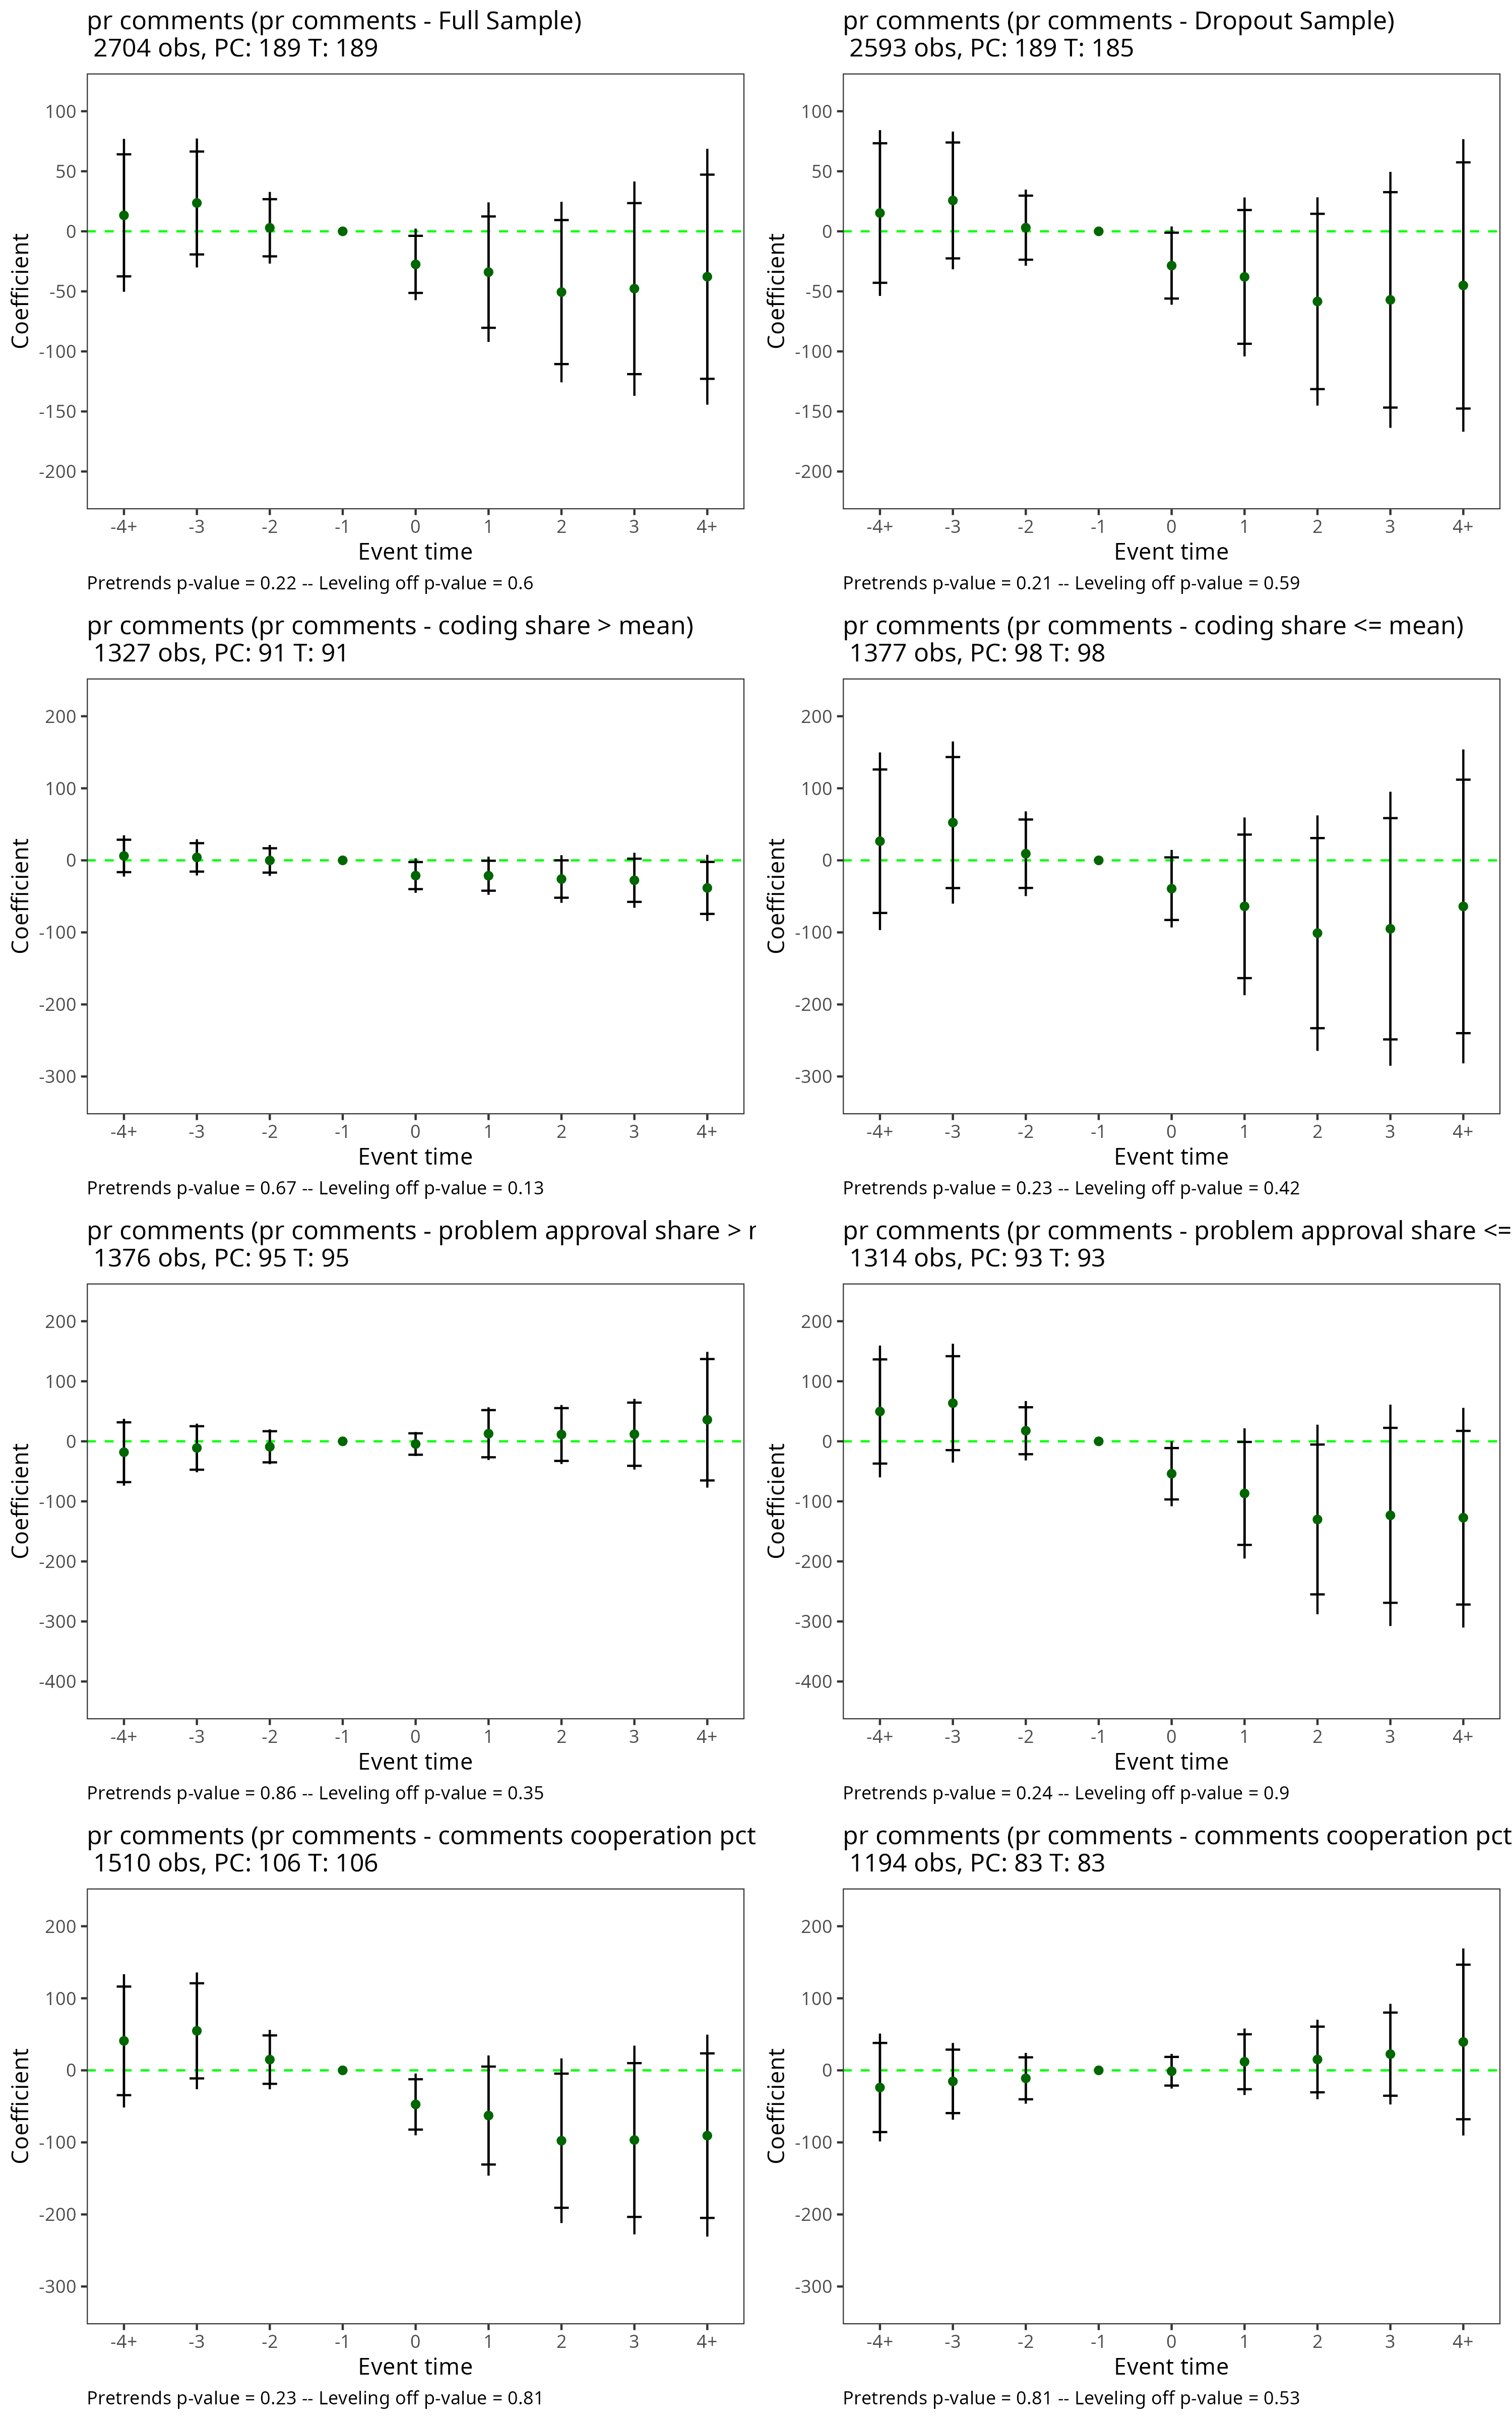 pr comments (pr comments - Full Sample)
2704 obs, PC: 189 T: 189
100
50
0
-50
-100
-150
-200
Coefficient
-4+ -3 -2 -1 0 1 2 3 4+
Event time
Pretrends p-value = 0.22 -- Leveling off p-value = 0.6
pr comments (pr comments - Dropout Sample)
2593 obs, PC: 189 T: 185
100
50
0
-50
-100
-150
-200
Coefficient
-4+ -3 -2 -1 0 1 2 3 4+
Event time
Pretrends p-value = 0.21 -- Leveling off p-value = 0.59
pr comments (pr comments - coding share > mean)
1327 obs, PC: 91 T: 91
200
100
0
-100
-200
-300
Coefficient
-4+ -3 -2 -1 0 1 2 3 4+
Event time
Pretrends p-value = 0.67 -- Leveling off p-value = 0.13
pr comments (pr comments - coding share <= mean)
1377 obs, PC: 98 T: 98
200
100
0
-100
-200
-300
Coefficient
-4+ -3 -2 -1 0 1 2 3 4+
Event time
Pretrends p-value = 0.23 -- Leveling off p-value = 0.42
pr comments (pr comments - problem approval share >
1376 obs, PC: 95 T: 95
200
100
0
-100
-200
-300
-400
Coefficient
-4+ -3 -2 -1 0 1 2 3 4+
Event time
Pretrends p-value = 0.86 -- Leveling off p-value = 0.35
pr comments (pr comments - problem approval share <=
1314 obs, PC: 93 T: 93
200
100
0
-100
-200
-300
-400
Coefficient
-4+ -3 -2 -1 0 1 2 3 4+
Event time
Pretrends p-value = 0.24 -- Leveling off p-value = 0.9
pr comments (pr comments - comments cooperation pct
1510 obs, PC: 106 T: 106
200
100
0
-100
-200
-300
Coefficient
-4+ -3 -2 -1 0 1 2 3 4+
Event time
Pretrends p-value = 0.23 -- Leveling off p-value = 0.81
pr comments (pr comments - comments cooperation pct
1194 obs, PC: 83 T: 83
200
100
0
-100
-200
-300
Coefficient
-4+ -3 -2 -1 0 1 2 3 4+
Event time
Pretrends p-value = 0.81 -- Leveling off p-value = 0.53